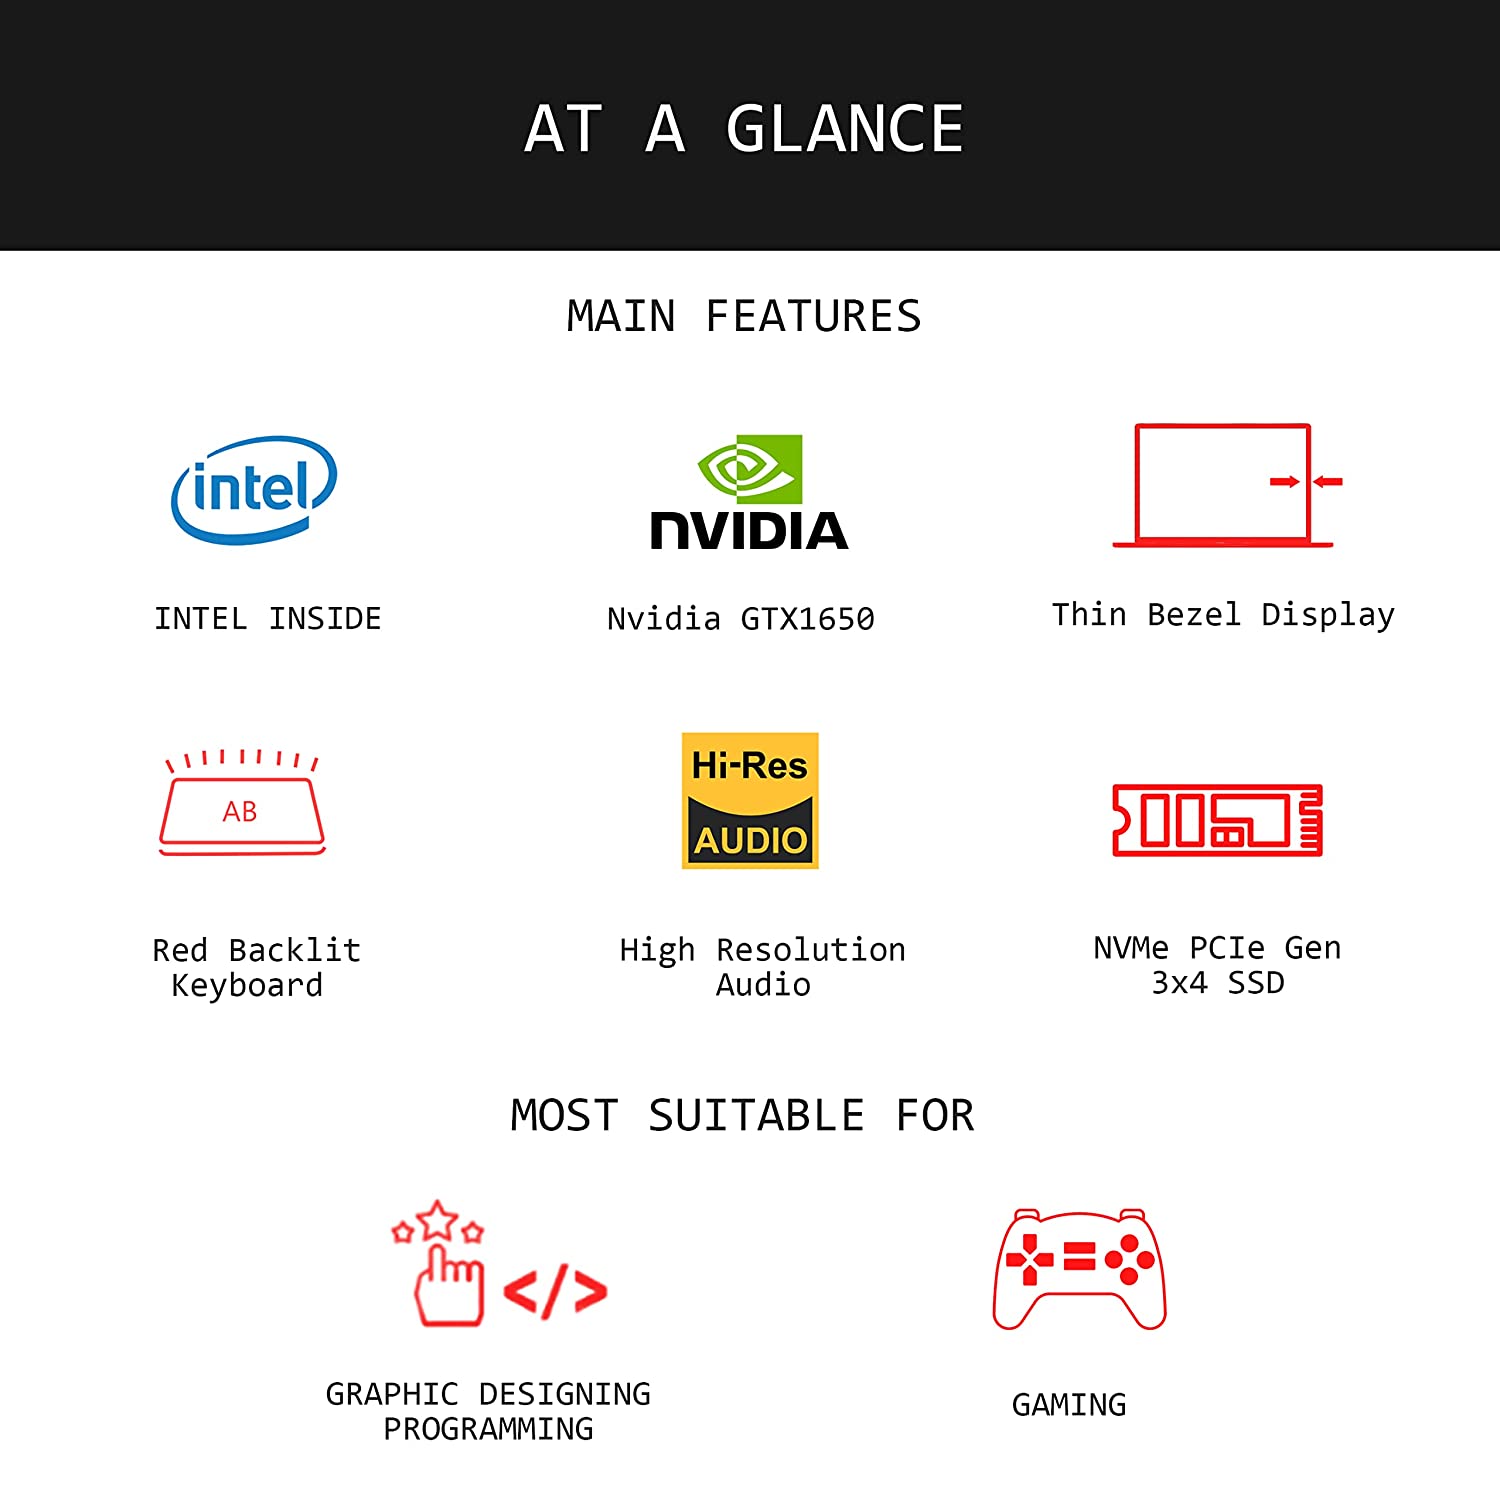 AT A GLANCE
MAIN FEATURES
intel
NVIDIA
INTEL INSIDE
Nvidia GTX1650
Thin Bezel Display
AB
Hi-Res
AUDIO
Red Backlit
Keyboard
High Resolution
Audio
NVMe PCIe Gen
3x4 SSD
MOST SUITABLE FOR
</>
GRAPHIC DESIGNING
PROGRAMMING
GAMING